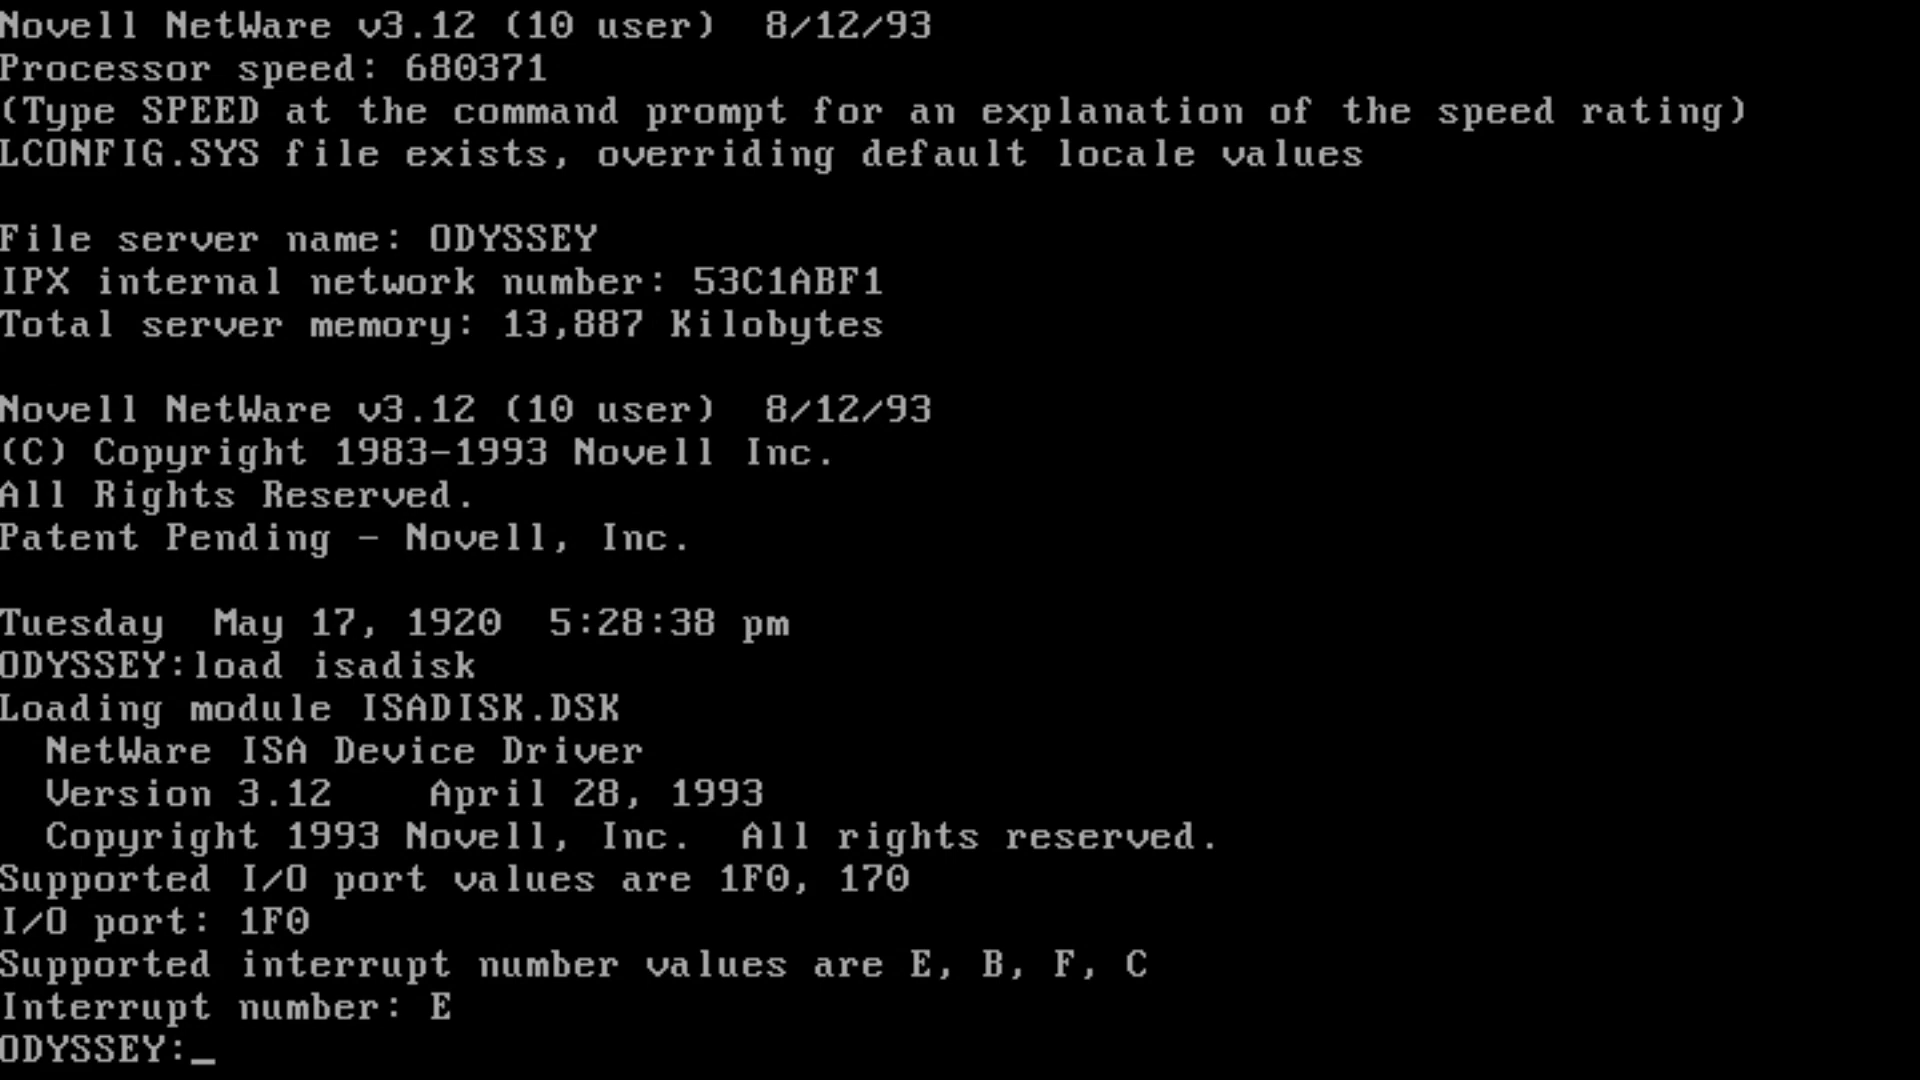 Novell NetWare v3.12 (10 user)  8/12/93
Processor speed: 680371
(Type SPEED at the command prompt for an explanation of the speed rating)
LCONFIG.SYS file exists, overriding default locale values
File server name: ODYSSEY
IPX internal network number: 53C1ABF1
Total server memory: 13,887 Kilobytes
Novell NetWare v3.12 (10 user)  8/12/93
(C) Copyright 1983-1993 Novell Inc.
All Rights Reserved.
Patent Pending - Novell, Inc.
Tuesday  May 17, 1920  5:28:38 pm
ODYSSEY:load isadisk
Loading module ISADISK.DSK
  NetWare ISA Device Driver
  Version 3.12    April 28, 1993
  Copyright 1993 Novell, Inc.  All rights reserved.
Supported I/O port values are 1F0, 170
I/O port: 1F0
Supported interrupt number values are E, B, F, C
Interrupt number: E
ODYSSEY:_